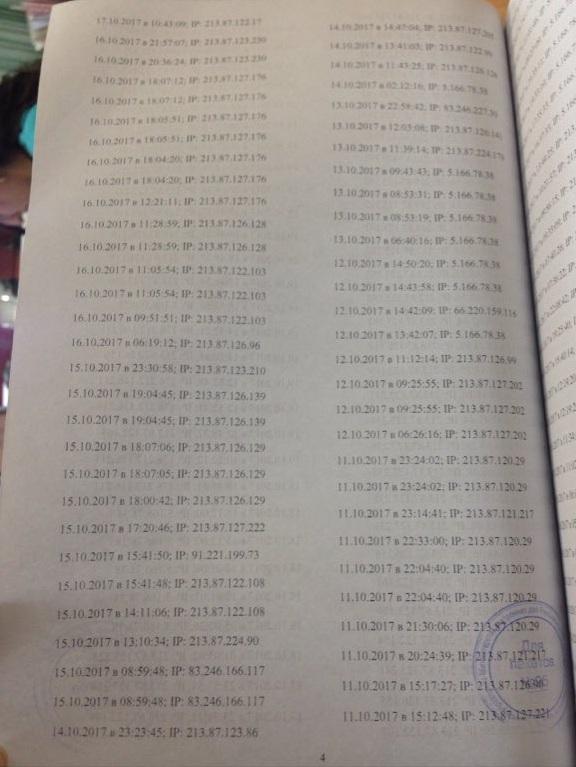 17.10.2017 в 10:43:09; IP: 213.87.122.17
16.10.2017 в 21:57:07; IP: 213.87.123.230
16.10.2017 в 20:36:24; IP: 213.87.123.230
16.10.2017 в 18:07:12; IP: 213.87.127.176
16.10.2017 в 18:07:12; IP: 213.87.127.176
16.10.2017 в 18:05:51; IP: 213.87.127.176
16.10.2017 в 18:05:51; IP: 213.87.127.176
16.10.2017 в 18:04:20; IP: 213.87.127.176
16.10.2017 в 18:04:20; IP: 213.87.127.176
16.10.2017 в 12:21:11; IP: 213.87.127.176
16.10.2017 в 11:28:59; IP: 213.87.126.128
16.10.2017 в 11:28:59; IP: 213.87.126.128
16.10.2017 в 11:05:54; IP: 213.87.122.103
16.10.2017 в 11:05:54; IP: 213.87.122.103
16.10.2017 в 09:51:51; IP: 213.87.122.103
16.10.2017 в 06:19:12; IP: 213.87.126.96
15.10.2017 в 23:30:58; IP: 213.87.123.210
15.10.2017 в 19:04:45; IP: 213.87.126.139
15.10.2017 в 19:04:45; IP: 213.87.126.139
15.10.2017 в 18:07:06; IP: 213.87.126.129
15.10.2017 в 18:07:05; IP: 213.87.126.129
15.10.2017 в 18:00:42; IP: 213.87.126.129
15.10.2017 в 17:20:46; IP: 213.87.127.222
15.10.2017 в 15:41:50; IP: 91.221.199.73
15.10.2017 в 15:41:48; IP: 213.87.122.108
15.10.2017 в 14:11:06; IP: 213.87.122.108
15.10.2017 в 13:10:34; IP: 213.87.224.90
15.10.2017 в 08:59:48; IP: 83.246.166.117
15.10.2017 в 08:59:48; IP: 83.246.166.117
14.10.2017 в 23:23:45; IP: 213.87.123.86
14.10.2017 в 14:47:04; IP: 213.87.127.201
14.10.2017 в 13:41:03; IP: 213.87.122.99
14.10.2017 в 11:43:25; IP: 213.87.126.126
14.10.2017 в 02:12:16; IP: 5.166.78.38
13.10.2017 в 22:58:42; IP: 83.246.227.30
13.10.2017 в 12:03:08; IP: 213.87.126.141
13.10.2017 в 11:39:14; IP: 213.87.224.176
13.10.2017 в 09:43:43; IP: 5.166.78.38
13.10.2017 в 08:53:31; IP: 5.166.78.38
13.10.2017 в 08:53:19; IP: 5.166.78.38
13.10.2017 в 06:40:16; IP: 5.166.78.38
12.10.2017 в 14:50:20; IP: 5.166.78.38
12.10.2017 в 14:43:58; IP: 5.166.78.38
12.10.2017 в 14:42:09; IP: 66.220.159.116
12.10.2017 в 13:42:07; IP: 5.166.78.38
12.10.2017 в 11:12:14; IP: 213.87.126.99
12.10.2017 в 09:25:55; IP: 213.87.127.202
12.10.2017 в 09:25:55; IP: 213.87.127.202
12.10.2017 в 06:26:16; IP: 213.87.127.202
11.10.2017 в 23:24:02; IP: 213.87.120.29
11.10.2017 в 23:24:02; IP: 213.87.120.29
11.10.2017 в 23:14:41; IP: 213.87.121.217
11.10.2017 в 22:33:00; IP: 213.87.120.29
11.10.2017 в 22:04:40; IP: 213.87.120.29
11.10.2017 в 22:04:40; IP: 213.87.120.29
11.10.2017 в 21:30:06; IP: 213.87.120.29
11.10.2017 в 20:24:39; IP: 213.87.121.217
11.10.2017 в 15:17:27; IP: 213.87.126.90
11.10.2017 в 15:12:48; IP: 213.87.127.221
Для
пакетов
4